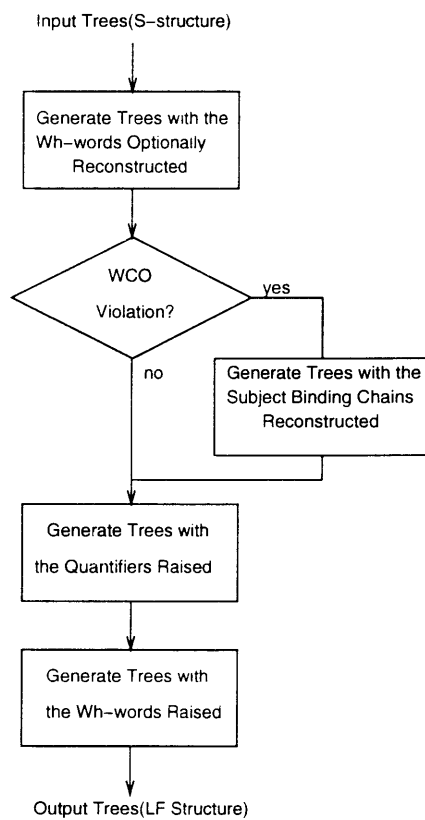 Input Trees(S-structure)
Generate Trees with the
Wh-words Optionally
Reconstructed
WCO
Violation?
yes
no
Generate Trees with the
Subject Binding Chains
Reconstructed
Generate Trees with
the Quantifiers Raised
Generate Trees with
the Wh-words Raised
Output Trees(LF Structure)